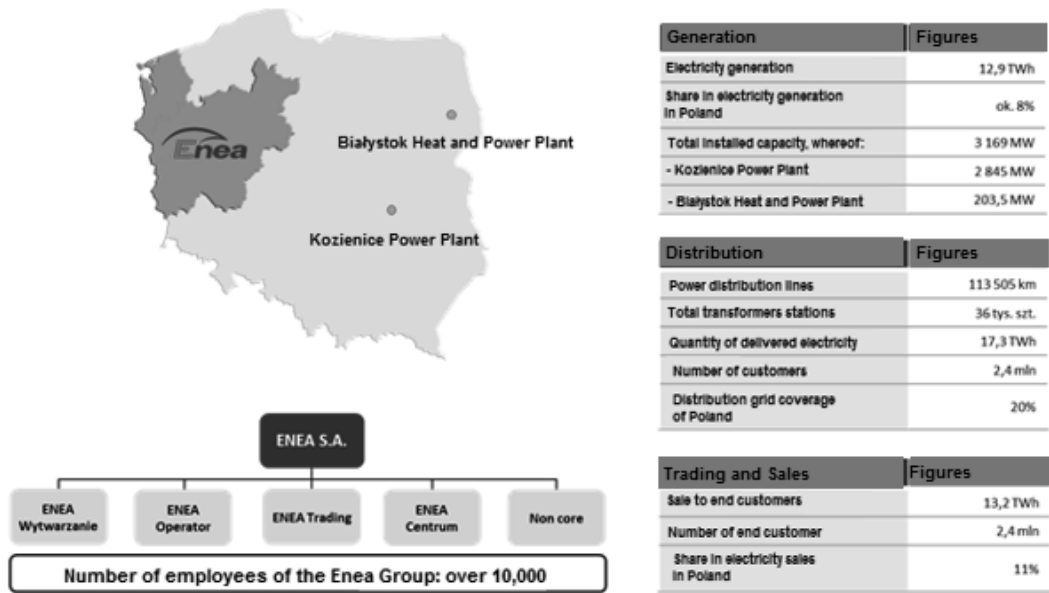 Enea
Białystok Heat and Power Plant
Kozienice Power Plant
ENEA S.A.
ENEA
Wytwarzanie
ENEA
Operator
ENEA Trading
ENEA
Centrum
Non core
Number of employees of the Enea Group: over 10,000
Generation Figures
Electricity generation 12,9 TWh
Share in electricity generation
in Poland ok. 8%
Total installed capacity, whereof: 3 169 MW
- Kozienice Power Plant 2 845 MW
- Białystok Heat and Power Plant 203,5 MW
Distribution Figures
Power distribution lines 113 505 km
Total transformers stations 36 tys. szt.
Quantity of delivered electricity 17,3 TWh
Number of customers 2,4 mln
Distribution grid coverage
of Poland 20%
Trading and Sales Figures
Sale to end customers 13,2 TWh
Number of end customer 2,4 mln
Share in electricity sales
in Poland 11%